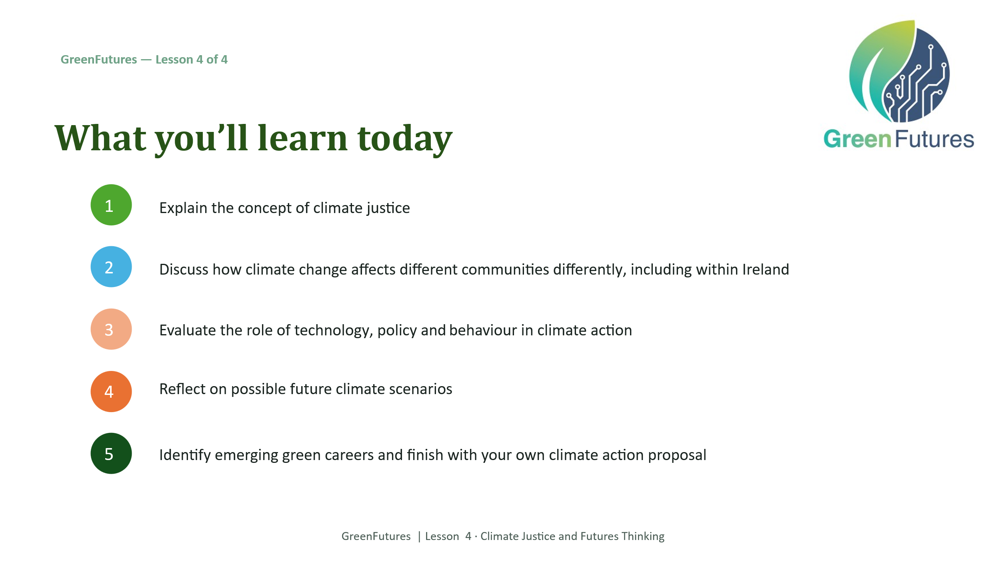 GreenFutures — Lesson 4 of 4
Green Futures
What you’ll learn today
1 Explain the concept of climate justice
2 Discuss how climate change affects different communities differently, including within Ireland
3 Evaluate the role of technology, policy and behaviour in climate action
4 Reflect on possible future climate scenarios
5 Identify emerging green careers and finish with your own climate action proposal
GreenFutures | Lesson 4 · Climate Justice and Futures Thinking